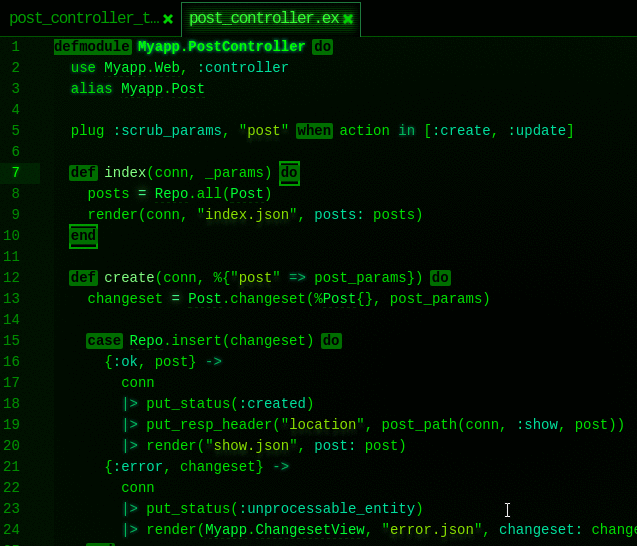 post_controller_t... ×
post_controller.ex ×
1 defmodule Myapp.PostController do
2   use Myapp.Web, :controller
3   alias Myapp.Post
4
5   plug :scrub_params, "post" when action in [:create, :update]
6
7   def index(conn, _params) do
8     posts = Repo.all(Post)
9     render(conn, "index.json", posts: posts)
10   end
11
12   def create(conn, %{"post" => post_params}) do
13     changeset = Post.changeset(%Post{}, post_params)
14
15     case Repo.insert(changeset) do
16       {:ok, post} ->
17         conn
18         |> put_status(:created)
19         |> put_resp_header("location", post_path(conn, :show, post))
20         |> render("show.json", post: post)
21       {:error, changeset} ->
22         conn
23         |> put_status(:unprocessable_entity)
24         |> render(Myapp.ChangesetView, "error.json", changeset: change